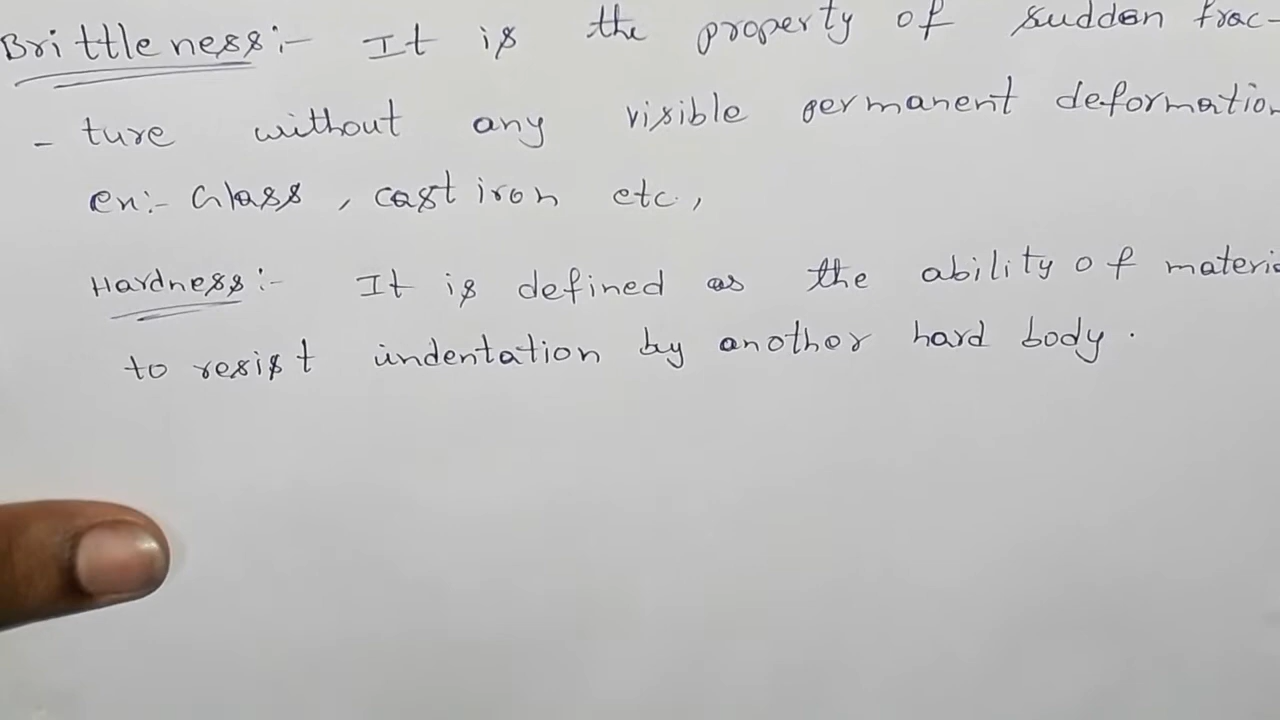 Brittleness:- It is the property of sudden frac-
- ture without any visible permanent deformation
ex:- Glass, cast iron etc.,
Hardness:- It is defined as the ability of materi
to resist indentation by another hard body.